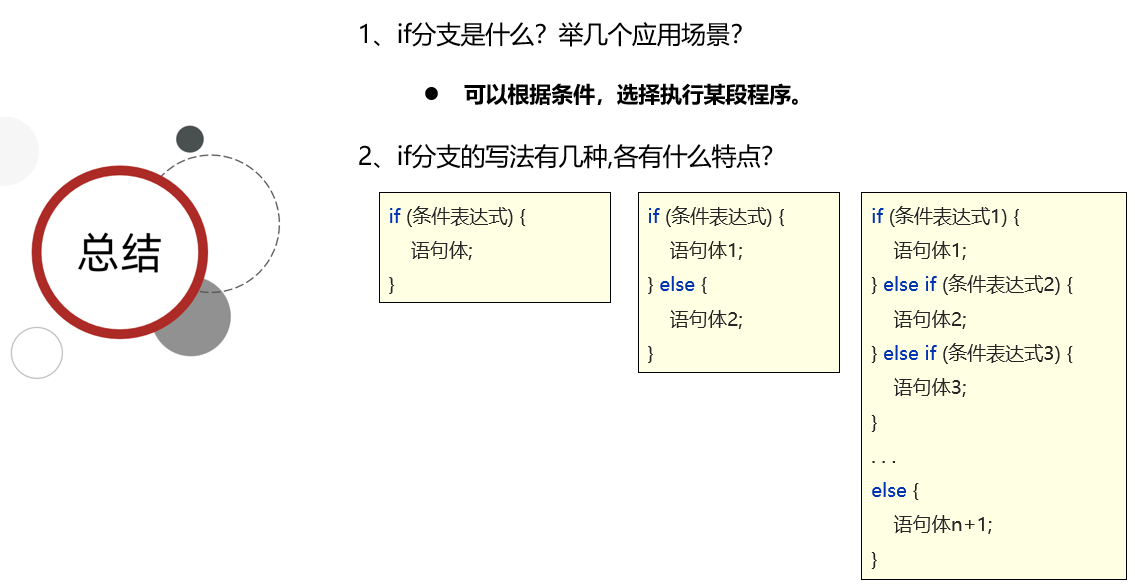 总结
1、if分支是什么？举几个应用场景？
● 可以根据条件，选择执行某段程序。
2、if分支的写法有几种,各有什么特点？
if (条件表达式) {
语句体;
}
if (条件表达式) {
语句体1;
} else {
语句体2;
}
if (条件表达式1) {
语句体1;
} else if (条件表达式2) {
语句体2;
} else if (条件表达式3) {
语句体3;
}
. . .
else {
语句体n+1;
}